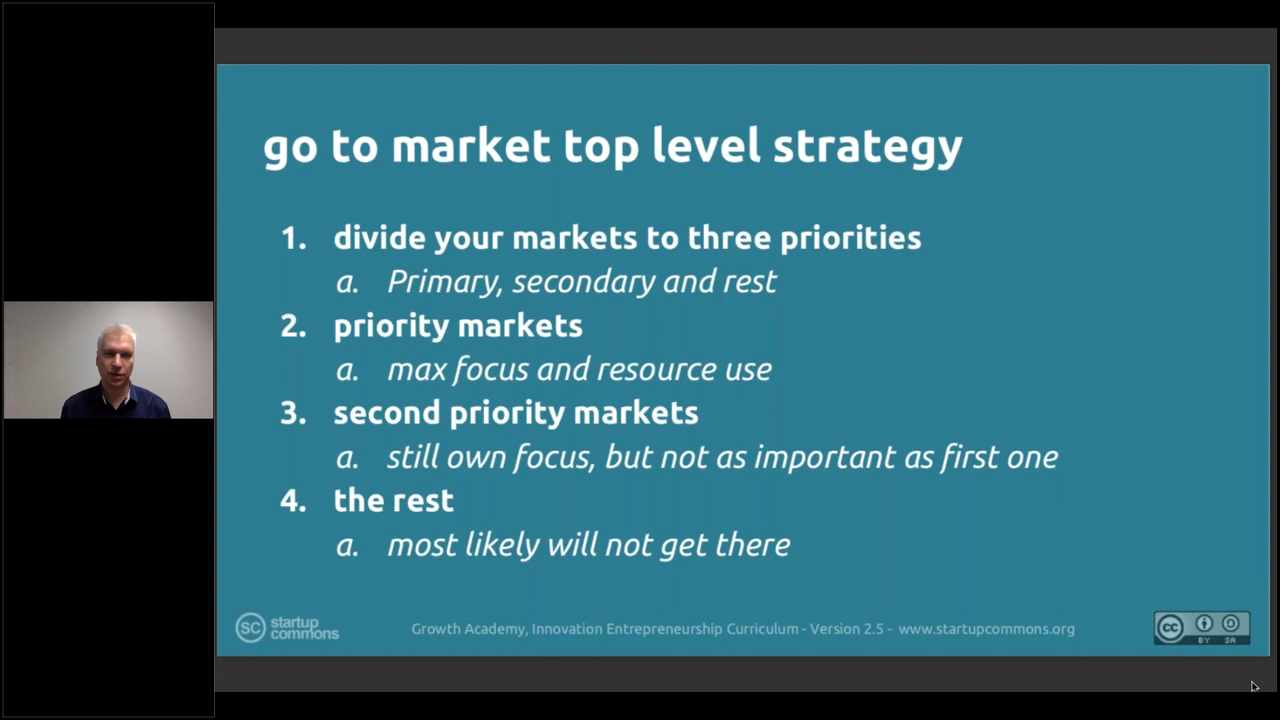 go to market top level strategy
1. divide your markets to three priorities
a. Primary, secondary and rest
2. priority markets
a. max focus and resource use
3. second priority markets
a. still own focus, but not as important as first one
4. the rest
a. most likely will not get there
SC startup commons
Growth Academy, Innovation Entrepreneurship Curriculum - Version 2.5 - www.startupcommons.org
cc BY SA